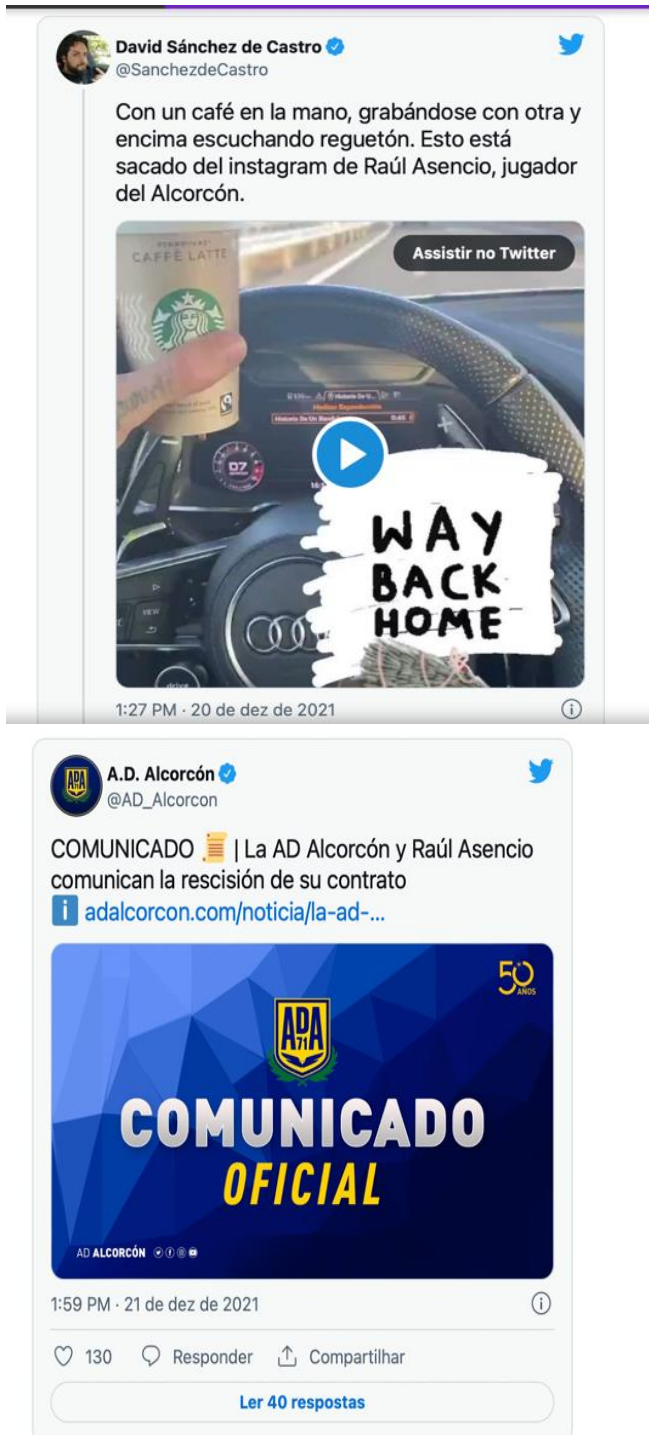 David Sánchez de Castro
@SanchezdeCastro
Con un café en la mano, grabándose con otra y
encima escuchando reguetón. Esto está
sacado del instagram de Raúl Asencio, jugador
del Alcorcón.
Assistir no Twitter
CAFFÈ LATTE
VIEW
drive
WAY
BACK
HOME
1:27 PM · 20 de dez de 2021
A.D. Alcorcón
@AD_Alcorcon
COMUNICADO 📜 | La AD Alcorcón y Raúl Asencio
comunican la rescisión de su contrato
ℹ️ adalcorcon.com/noticia/la-ad-...
50
AÑOS
ADA
71
COMUNICADO
OFICIAL
AD ALCORCÓN
1:59 PM · 21 de dez de 2021
130 Responder Compartilhar
Ler 40 respostas